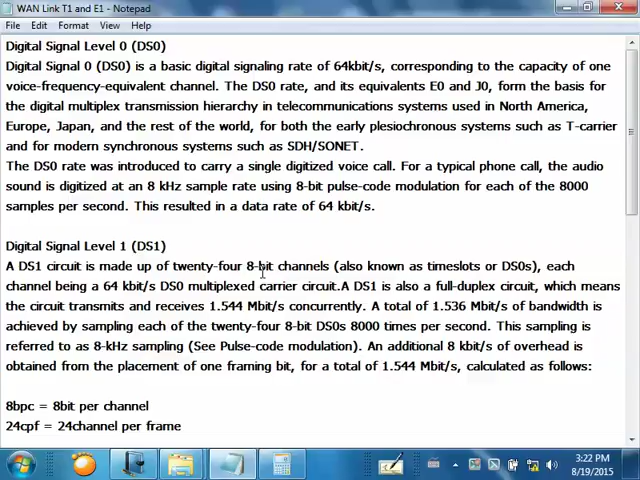 WAN Link T1 and E1 - Notepad
File Edit Format View Help
Digital Signal Level 0 (DS0)
Digital Signal 0 (DS0) is a basic digital signaling rate of 64kbit/s, corresponding to the capacity of one
voice-frequency-equivalent channel. The DS0 rate, and its equivalents E0 and J0, form the basis for
the digital multiplex transmission hierarchy in telecommunications systems used in North America,
Europe, Japan, and the rest of the world, for both the early plesiochronous systems such as T-carrier
and for modern synchronous systems such as SDH/SONET.
The DS0 rate was introduced to carry a single digitized voice call. For a typical phone call, the audio
sound is digitized at an 8 kHz sample rate using 8-bit pulse-code modulation for each of the 8000
samples per second. This resulted in a data rate of 64 kbit/s.
Digital Signal Level 1 (DS1)
A DS1 circuit is made up of twenty-four 8-bit channels (also known as timeslots or DS0s), each
channel being a 64 kbit/s DS0 multiplexed carrier circuit.A DS1 is also a full-duplex circuit, which means
the circuit transmits and receives 1.544 Mbit/s concurrently. A total of 1.536 Mbit/s of bandwidth is
achieved by sampling each of the twenty-four 8-bit DS0s 8000 times per second. This sampling is
referred to as 8-kHz sampling (See Pulse-code modulation). An additional 8 kbit/s of overhead is
obtained from the placement of one framing bit, for a total of 1.544 Mbit/s, calculated as follows:
8bpc = 8bit per channel
24cpf = 24channel per frame
3:22 PM
8/19/2015